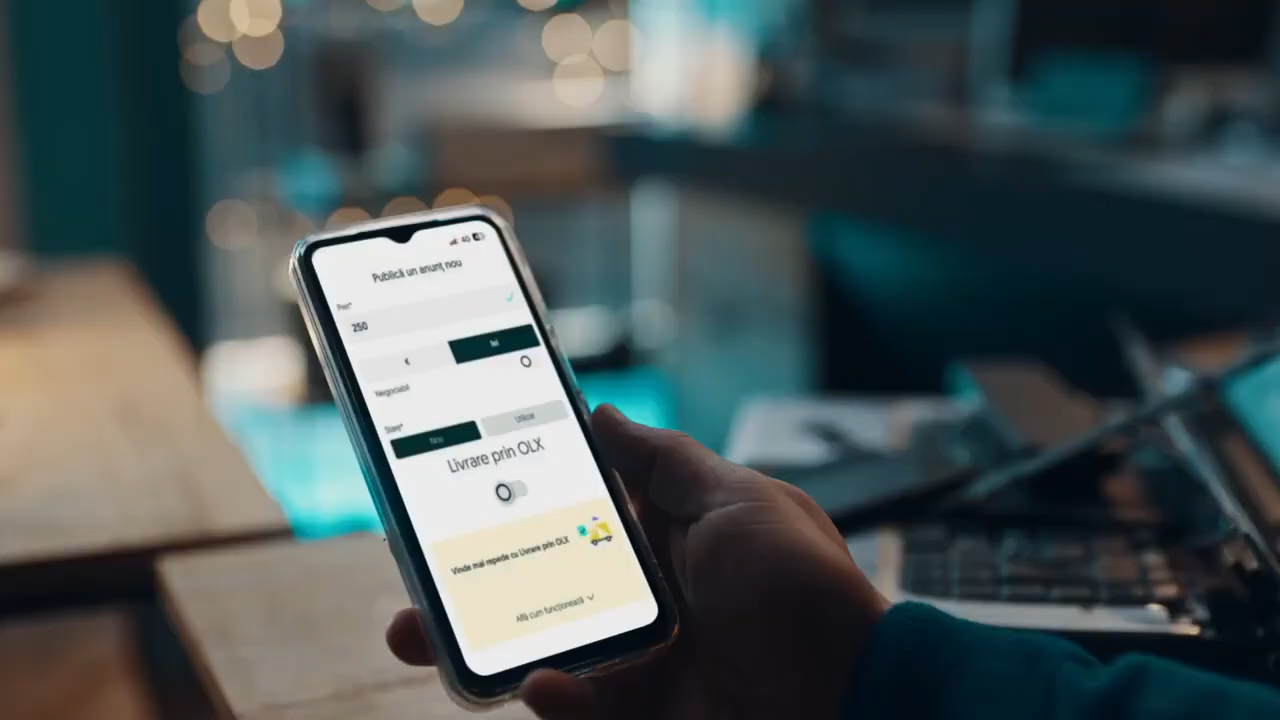 4G
Publică un anunț nou
Preț*
250
€
lei
Negociabil
Stare*
Nou
Utilizat
Livrare prin OLX
Vinde mai repede cu Livrare prin OLX
Află cum funcționează